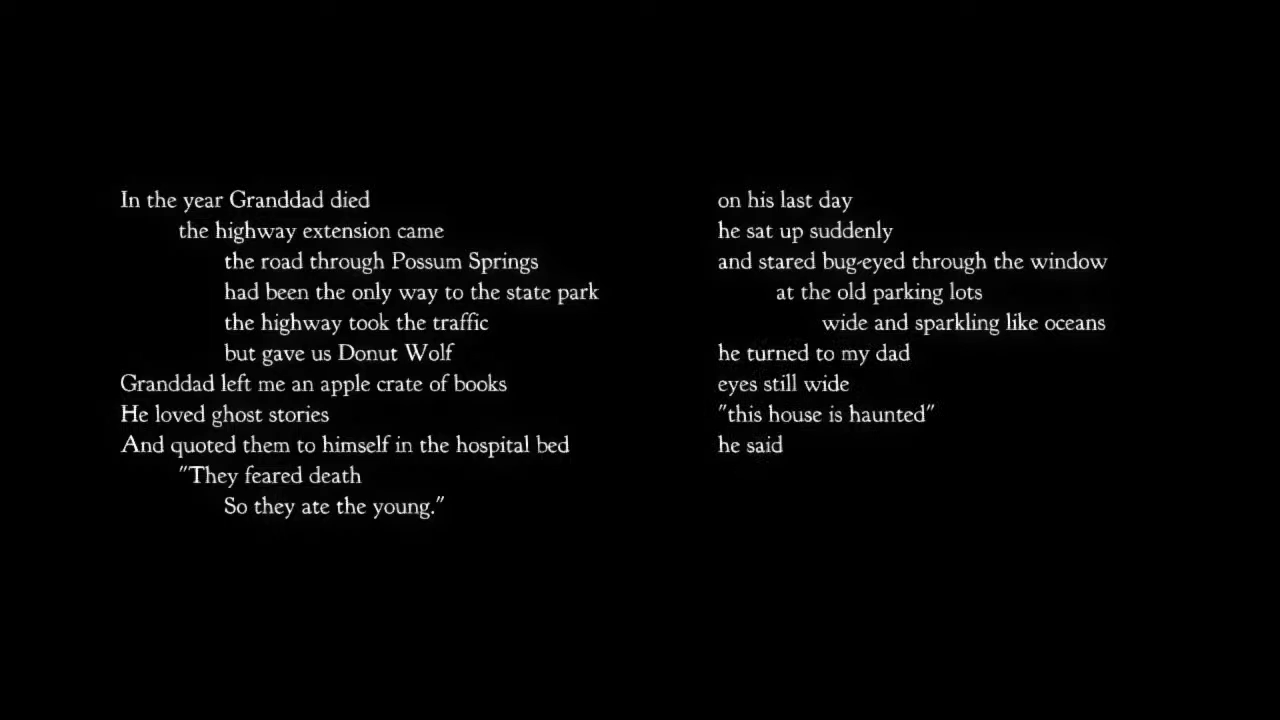 In the year Granddad died
the highway extension came
the road through Possum Springs
had been the only way to the state park
the highway took the traffic
but gave us Donut Wolf
Granddad left me an apple crate of books
He loved ghost stories
And quoted them to himself in the hospital bed
"They feared death
So they ate the young."
on his last day
he sat up suddenly
and stared bug-eyed through the window
at the old parking lots
wide and sparkling like oceans
he turned to my dad
eyes still wide
"this house is haunted"
he said